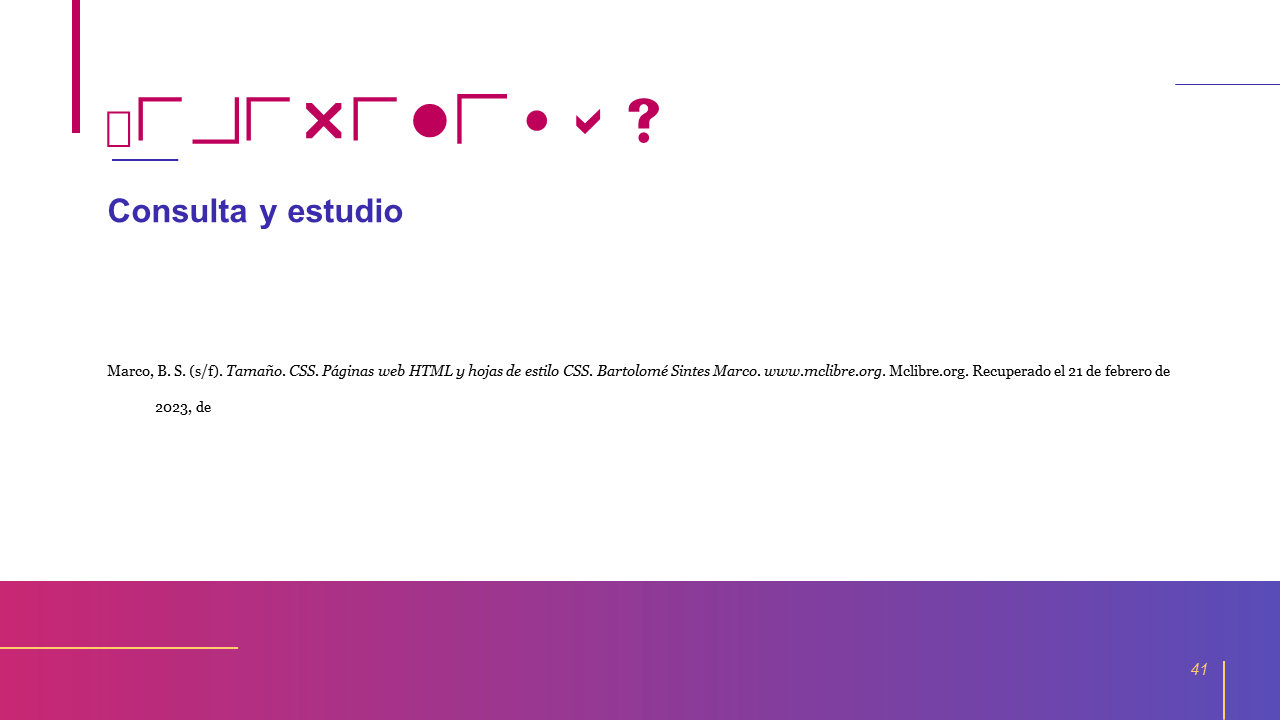 Consulta y estudio
Marco, B. S. (s/f). Tamaño. CSS. Páginas web HTML y hojas de estilo CSS. Bartolomé Sintes Marco. www.mclibre.org. Mclibre.org. Recuperado el 21 de febrero de
2023, de
41